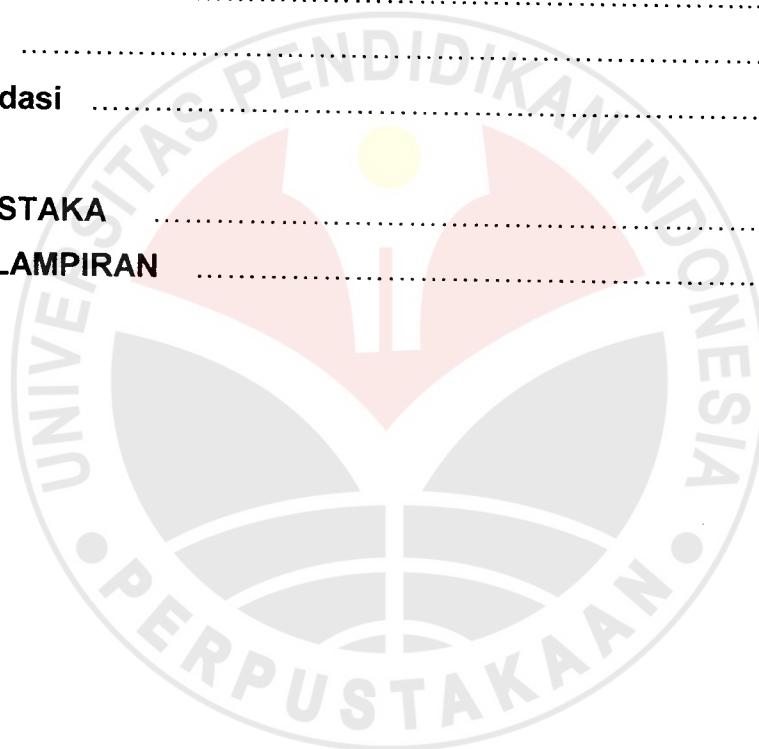 dasi
STAKA
LAMPIRAN
UNIVERSITAS PENDIDIKAN INDONESIA
PERPUSTAKAAN